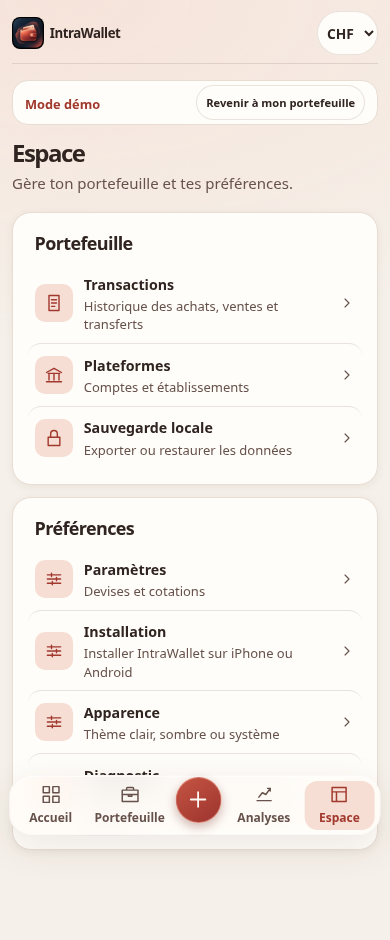 IntraWallet
CHF
Mode démo
Revenir à mon portefeuille
Espace
Gère ton portefeuille et tes préférences.
Portefeuille
Transactions
Historique des achats, ventes et
transferts
Plateformes
Comptes et établissements
Sauvegarde locale
Exporter ou restaurer les données
Préférences
Paramètres
Devises et cotations
Installation
Installer IntraWallet sur iPhone ou
Android
Apparence
Thème clair, sombre ou système
Diagnostic
Accueil
Portefeuille
Analyses
Espace